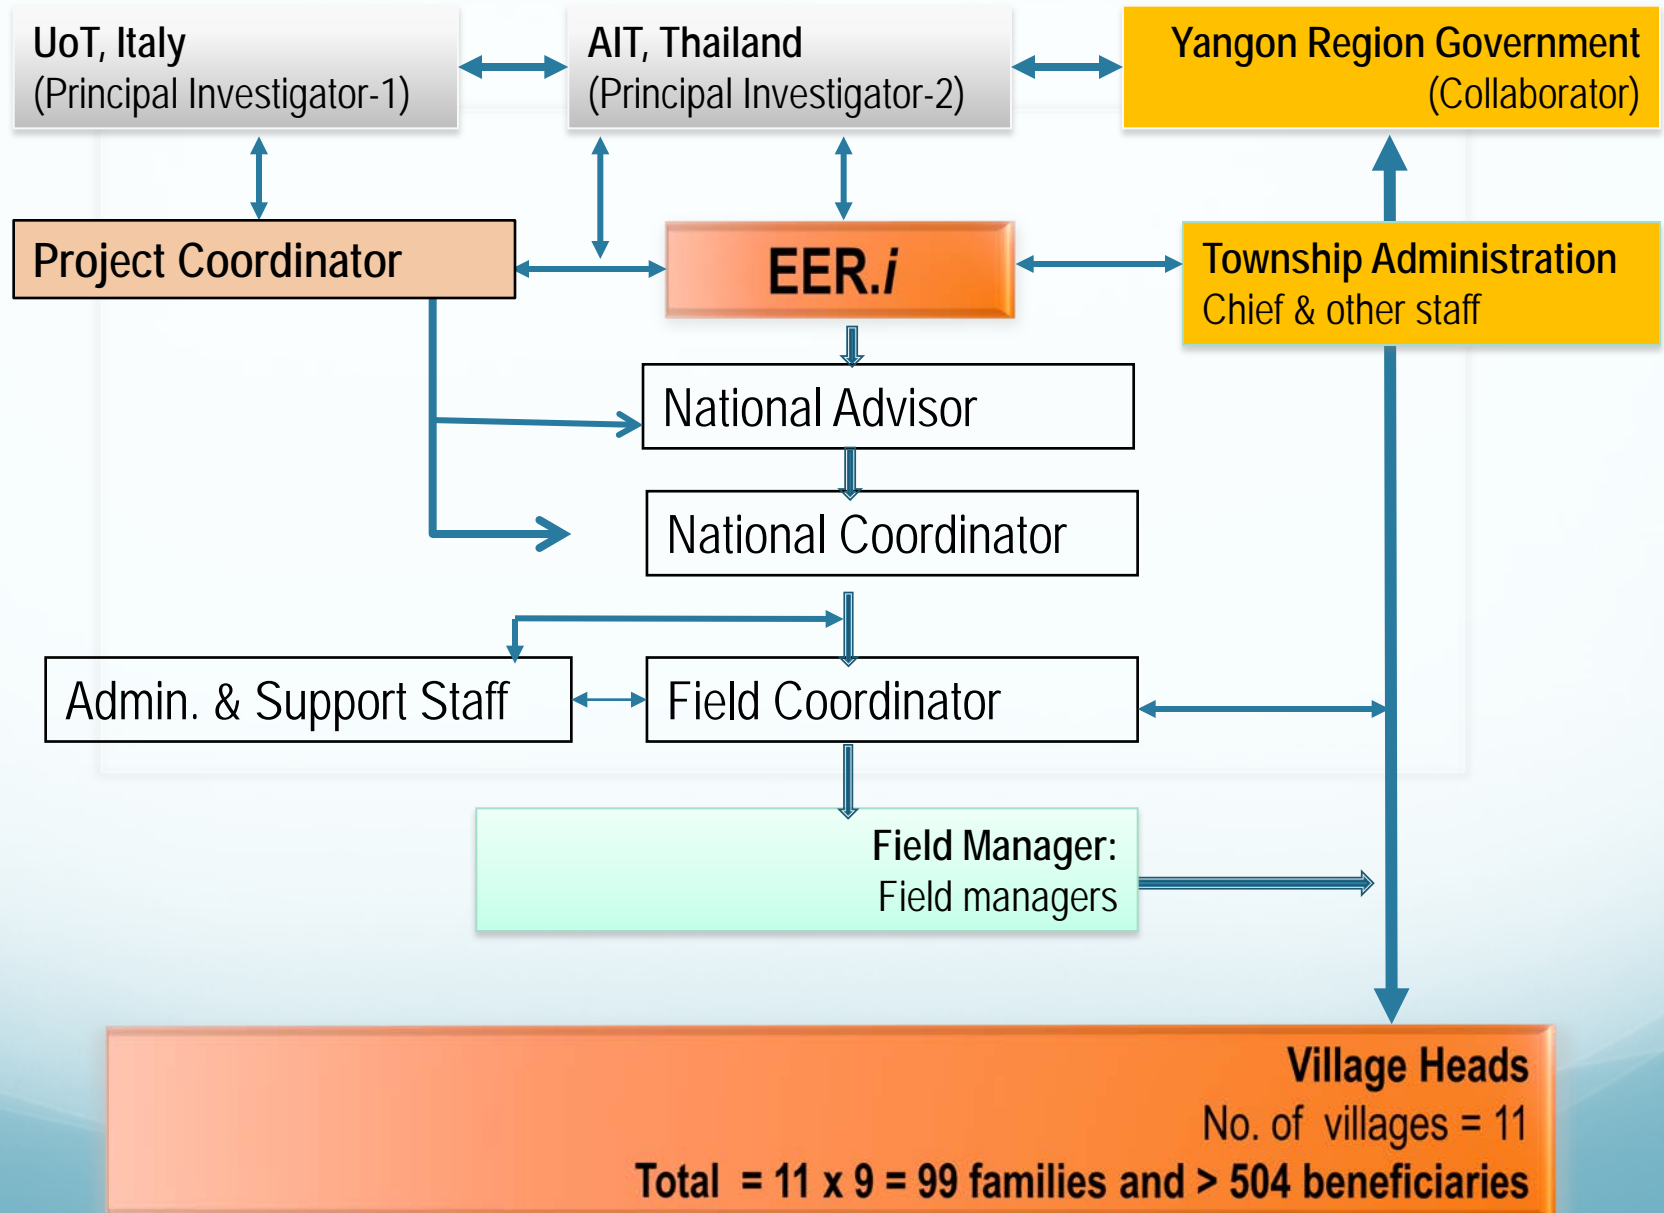 UoT, Italy
(Principal Investigator-1)
AIT, Thailand
(Principal Investigator-2)
Yangon Region Government
(Collaborator)
Project Coordinator
EER.i
Township Administration
Chief & other staff
National Advisor
National Coordinator
Admin. & Support Staff
Field Coordinator
Field Manager:
Field managers
Village Heads
No. of villages = 11
Total = 11 x 9 = 99 families and > 504 beneficiaries